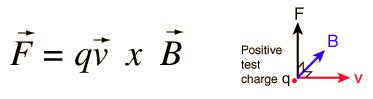 F = qv x B
F
B
Positive
test
charge q
v